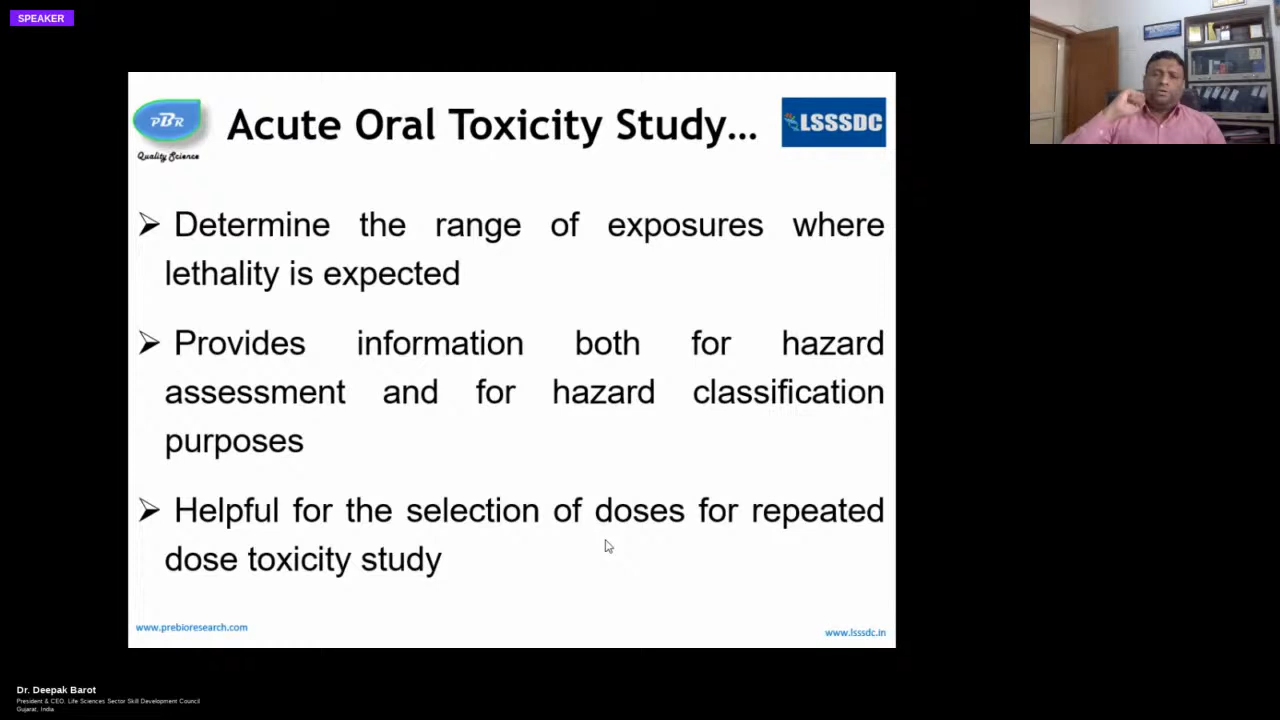 SPEAKER
PBR
Quality Science
Acute Oral Toxicity Study...
LSSSDC
➢ Determine the range of exposures where
lethality is expected
➢ Provides information both for hazard
assessment and for hazard classification
purposes
➢ Helpful for the selection of doses for repeated
dose toxicity study
www.prebioresearch.com
www.lsssdc.in
Dr. Deepak Barot
President & CEO, Life Sciences Sector Skill Development Council
Gujarat, India